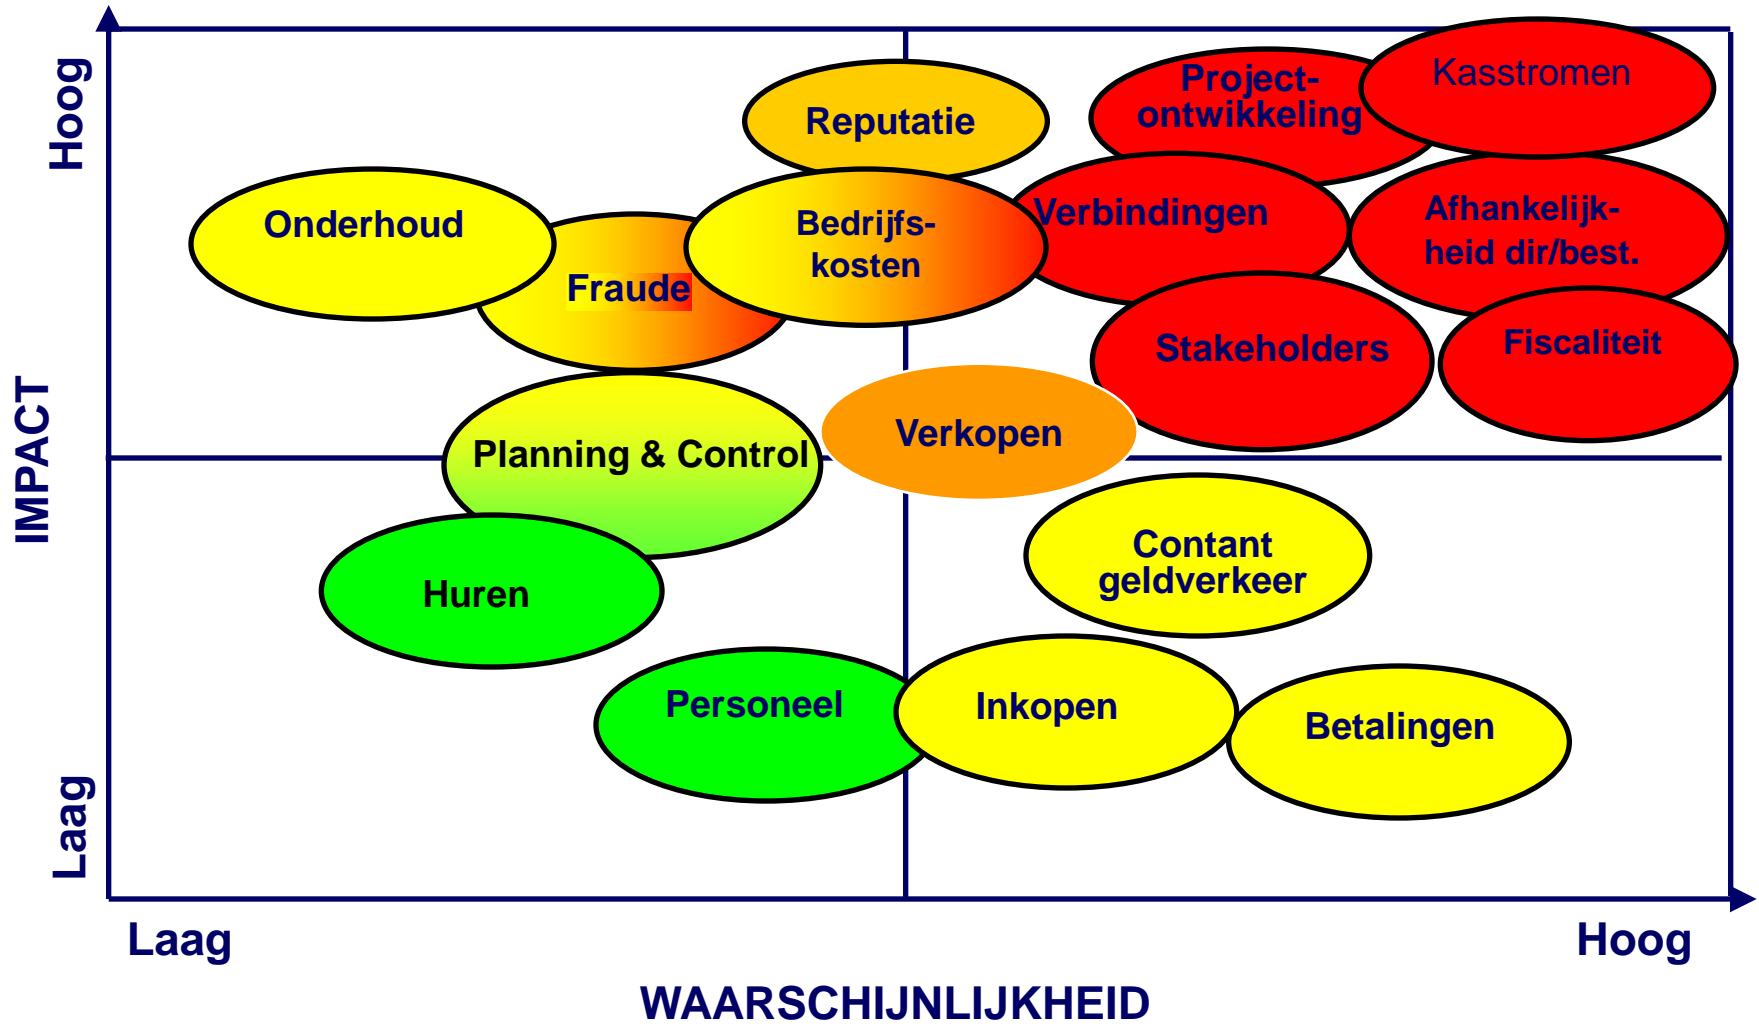 Hoog
IMPACT
Laag
Project-
ontwikkeling
Kasstromen
Reputatie
Onderhoud
Bedrijfs-
kosten
Verbindingen
Afhankelijk-
heid dir/best.
Fraude
Stakeholders
Fiscaliteit
Verkopen
Planning & Control
Contant
geldverkeer
Huren
Personeel
Inkopen
Betalingen
Laag
Hoog
WAARSCHIJNLIJKHEID